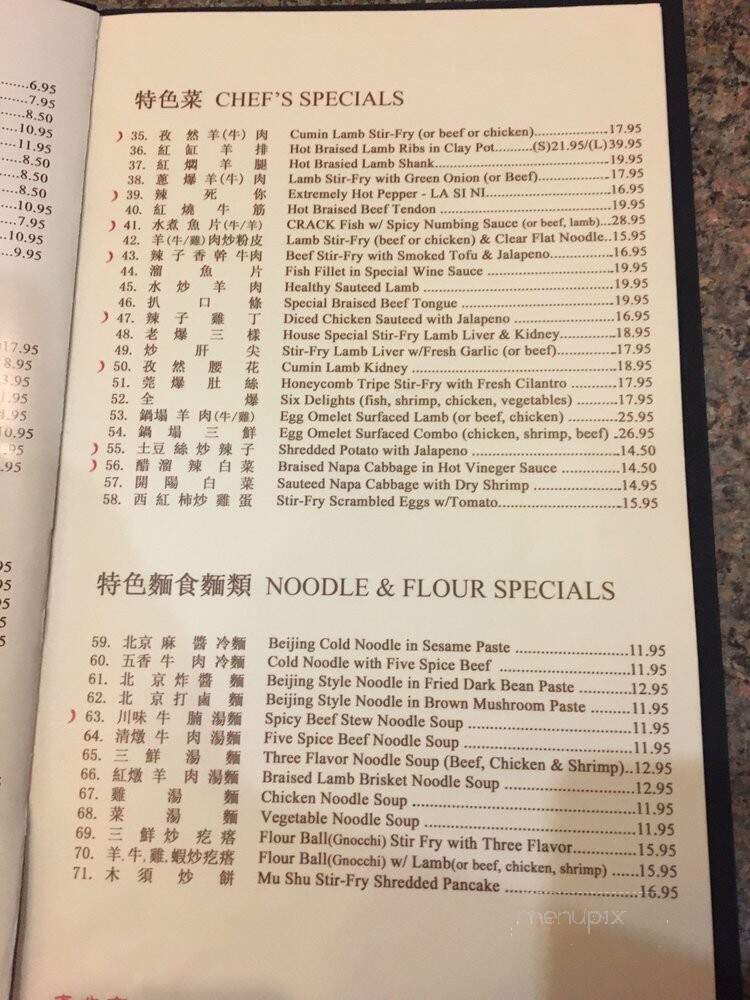 ......6.95
......7.95
......8.50
......10.95
......11.95
......8.50
......8.50
......8.50
......10.95
......7.95
...10.95
...9.95
特色菜 CHEF'S SPECIALS
35. 孜然羊(牛)肉 Cumin Lamb Stir-Fry (or beef or chicken)......17.95
36. 紅缸羊排 Hot Braised Lamb Ribs in Clay Pot......(S)21.95/(L)39.95
37. 紅燜羊腿 Hot Brasied Lamb Shank......19.95
38. 蔥爆羊(牛)肉 Lamb Stir-Fry with Green Onion (or Beef)......17.95
39. 辣死你 Extremely Hot Pepper - LA SI NI......16.95
40. 紅燒牛筋 Hot Braised Beef Tendon......19.95
41. 水煮魚片(牛/羊) CRACK Fish w/ Spicy Numbing Sauce (or beef, lamb)...28.95
42. 羊(牛/雞)肉炒粉皮 Lamb Stir-Fry (beef or chicken) & Clear Flat Noodle..15.95
43. 辣子香幹牛肉 Beef Stir-Fry with Smoked Tofu & Jalapeno......16.95
44. 溜魚片 Fish Fillet in Special Wine Sauce......19.95
45. 水炒羊肉 Healthy Sauteed Lamb......19.95
46. 扒口條 Special Braised Beef Tongue......19.95
47. 辣子雞丁 Diced Chicken Sauteed with Jalapeno......16.95
48. 老爆三樣 House Special Stir-Fry Lamb Liver & Kidney......18.95
49. 炒肝尖 Stir-Fry Lamb Liver w/Fresh Garlic (or beef)......17.95
50. 孜然腰花 Cumin Lamb Kidney......18.95
51. 莞爆肚絲 Honeycomb Tripe Stir-Fry with Fresh Cilantro......17.95
52. 全爆 Six Delights (fish, shrimp, chicken, vegetables)......17.95
53. 鍋塌羊肉(牛/雞) Egg Omelet Surfaced Lamb (or beef, chicken)......25.95
54. 鍋塌三鮮 Egg Omelet Surfaced Combo (chicken, shrimp, beef) .26.95
55. 土豆絲炒辣子 Shredded Potato with Jalapeno......14.50
56. 醋溜辣白菜 Braised Napa Cabbage in Hot Vineger Sauce......14.50
57. 開陽白菜 Sauteed Napa Cabbage with Dry Shrimp......14.95
58. 西紅柿炒雞蛋 Stir-Fry Scrambled Eggs w/Tomato......15.95
特色麵食麵類 NOODLE & FLOUR SPECIALS
59. 北京麻醬冷麵 Beijing Cold Noodle in Sesame Paste......11.95
60. 五香牛肉冷麵 Cold Noodle with Five Spice Beef......11.95
61. 北京炸醬麵 Beijing Style Noodle in Fried Dark Bean Paste......12.95
62. 北京打鹵麵 Beijing Style Noodle in Brown Mushroom Paste......11.95
63. 川味牛腩湯麵 Spicy Beef Stew Noodle Soup......11.95
64. 清燉牛肉湯麵 Five Spice Beef Noodle Soup......11.95
65. 三鮮湯麵 Three Flavor Noodle Soup (Beef, Chicken & Shrimp)..12.95
66. 紅燉羊肉湯麵 Braised Lamb Brisket Noodle Soup......12.95
67. 雞湯麵 Chicken Noodle Soup......11.95
68. 菜湯麵 Vegetable Noodle Soup......11.95
69. 三鮮炒疙瘩 Flour Ball(Gnocchi) Stir Fry with Three Flavor......15.95
70. 羊,牛,雞,蝦炒疙瘩 Flour Ball(Gnocchi) w/ Lamb(or beef, chicken, shrimp)......15.95
71. 木須炒餅 Mu Shu Stir-Fry Shredded Pancake......16.95
menupix